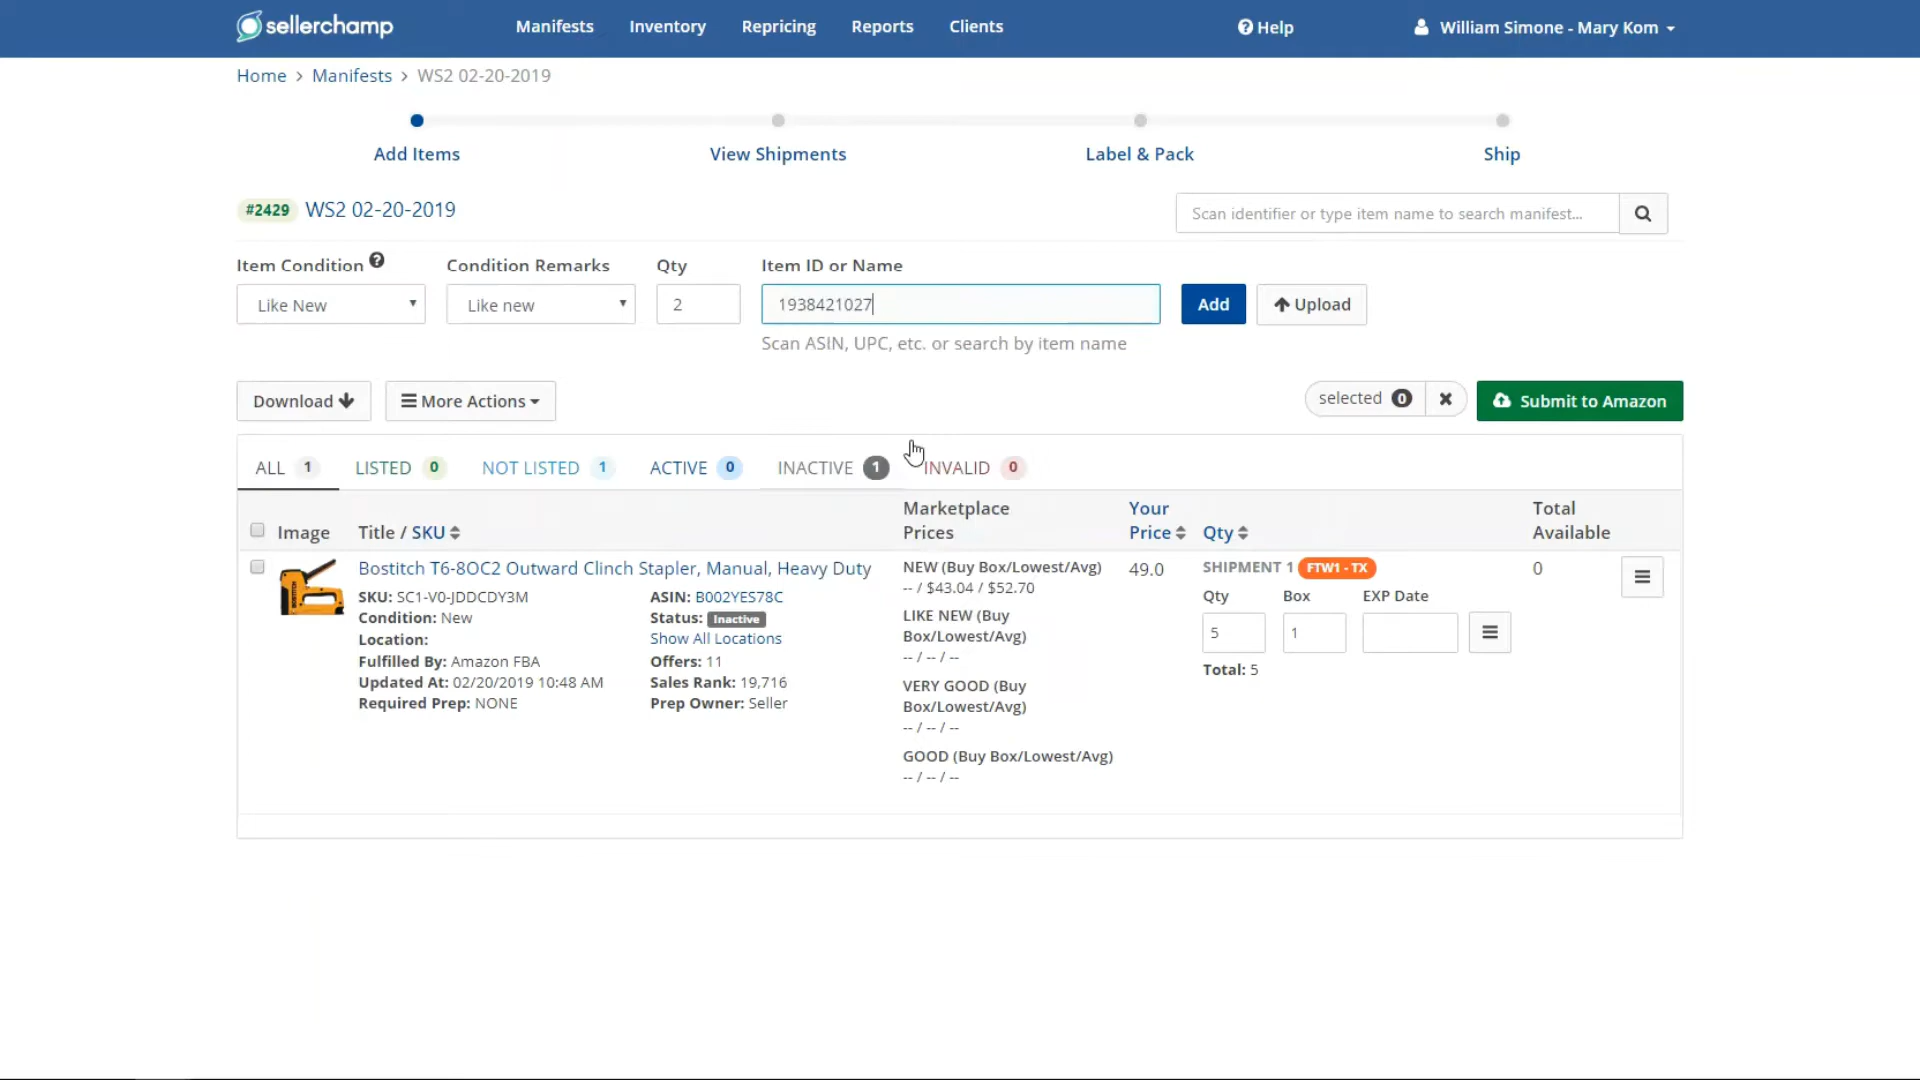 sellerchamp
Manifests Inventory Repricing Reports Clients
Help
William Simone - Mary Kom
Home > Manifests > WS2 02-20-2019
Add Items View Shipments Label & Pack Ship
#2429 WS2 02-20-2019
Scan identifier or type item name to search manifest...
Item Condition Condition Remarks Qty Item ID or Name
Like New Like new 2 1938421027 Add Upload
Scan ASIN, UPC, etc. or search by item name
Download More Actions selected 0 Submit to Amazon
ALL 1 LISTED 0 NOT LISTED 1 ACTIVE 0 INACTIVE 1 INVALID 0
Image Title / SKU Marketplace Prices Your Price Qty Total Available
Bostitch T6-8OC2 Outward Clinch Stapler, Manual, Heavy Duty
SKU: SC1-V0-JDDCDY3M
Condition: New
Location:
Fulfilled By: Amazon FBA
Updated At: 02/20/2019 10:48 AM
Required Prep: NONE
ASIN: B002YES78C
Status: Inactive
Show All Locations
Offers: 11
Sales Rank: 19,716
Prep Owner: Seller
NEW (Buy Box/Lowest/Avg)
-- / $43.04 / $52.70
LIKE NEW (Buy
Box/Lowest/Avg)
-- / -- / --
VERY GOOD (Buy
Box/Lowest/Avg)
-- / -- / --
GOOD (Buy Box/Lowest/Avg)
-- / -- / --
49.0
SHIPMENT 1 FTW1 - TX
Qty Box EXP Date
5 1
Total: 5
0